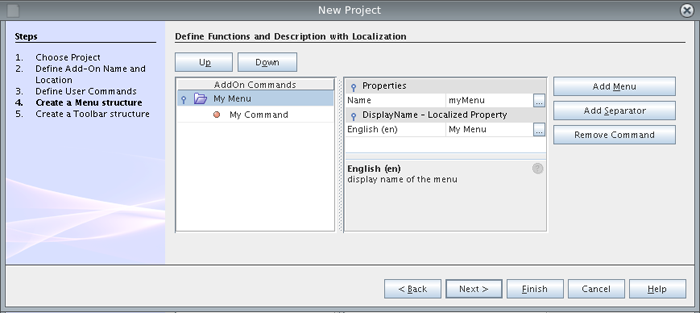 New Project
Steps
1. Choose Project
2. Define Add-On Name and
Location
3. Define User Commands
4. Create a Menu structure
5. Create a Toolbar structure
Define Functions and Description with Localization
Up Down
AddOn Commands
My Menu
My Command
Properties
Name myMenu ...
DisplayName - Localized Property
English (en) My Menu ...
English (en)
display name of the menu
?
Add Menu
Add Separator
Remove Command
< Back Next > Finish Cancel Help